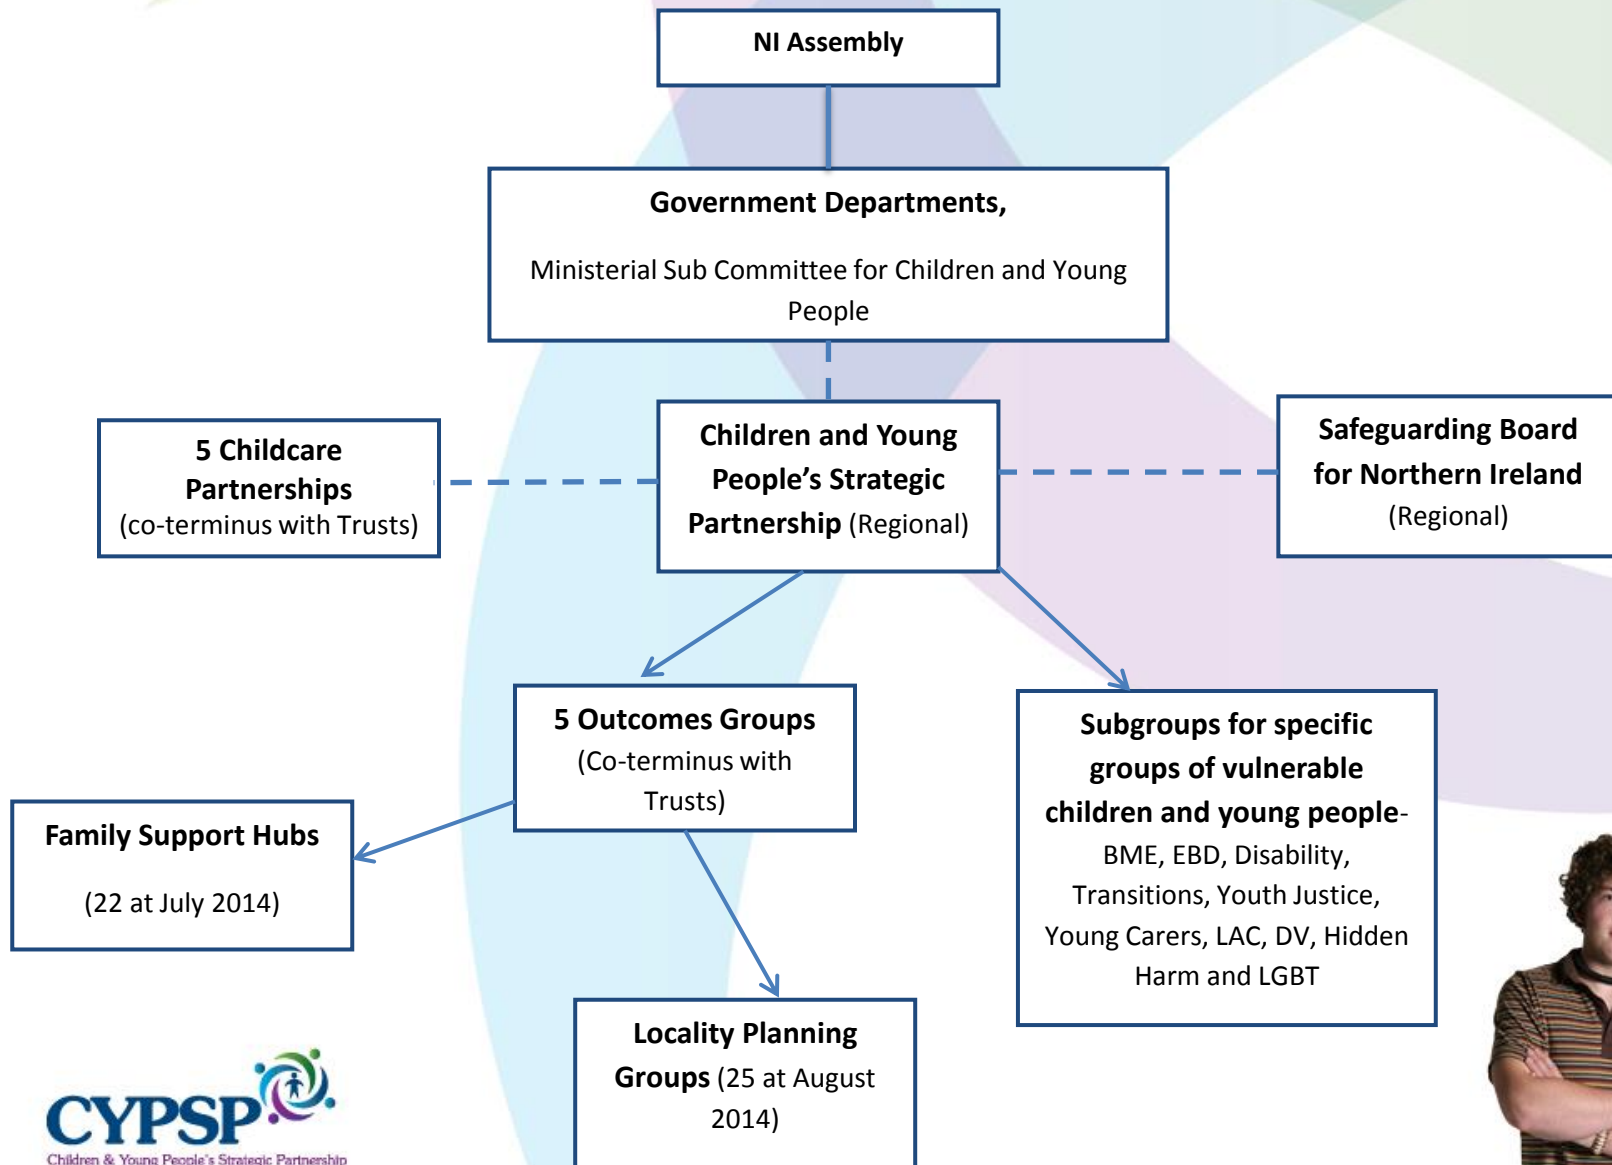 NI Assembly
Government Departments,
Ministerial Sub Committee for Children and Young
People
5 Childcare
Partnerships
(co-terminus with Trusts)
Children and Young
People’s Strategic
Partnership (Regional)
Safeguarding Board
for Northern Ireland
(Regional)
5 Outcomes Groups
(Co-terminus with
Trusts)
Subgroups for specific
groups of vulnerable
children and young people-
BME, EBD, Disability,
Transitions, Youth Justice,
Young Carers, LAC, DV, Hidden
Harm and LGBT
Family Support Hubs
(22 at July 2014)
Locality Planning
Groups (25 at August
2014)
CYPSP
Children & Young People's Strategic Partnership